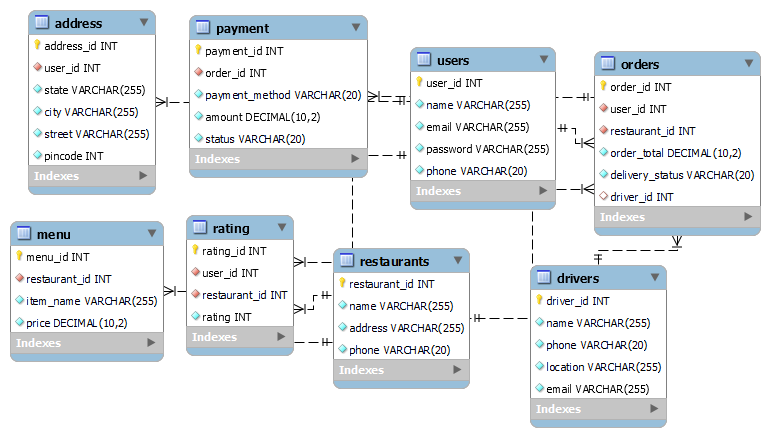 address
address_id INT
user_id INT
state VARCHAR(255)
city VARCHAR(255)
street VARCHAR(255)
pincode INT
Indexes
payment
payment_id INT
order_id INT
payment_method VARCHAR(20)
amount DECIMAL(10,2)
status VARCHAR(20)
Indexes
users
user_id INT
name VARCHAR(255)
email VARCHAR(255)
password VARCHAR(255)
phone VARCHAR(20)
Indexes
orders
order_id INT
user_id INT
restaurant_id INT
order_total DECIMAL(10,2)
delivery_status VARCHAR(20)
driver_id INT
Indexes
menu
menu_id INT
restaurant_id INT
item_name VARCHAR(255)
price DECIMAL(10,2)
Indexes
rating
rating_id INT
user_id INT
restaurant_id INT
rating INT
Indexes
restaurants
restaurant_id INT
name VARCHAR(255)
address VARCHAR(255)
phone VARCHAR(20)
Indexes
drivers
driver_id INT
name VARCHAR(255)
phone VARCHAR(20)
location VARCHAR(255)
email VARCHAR(255)
Indexes